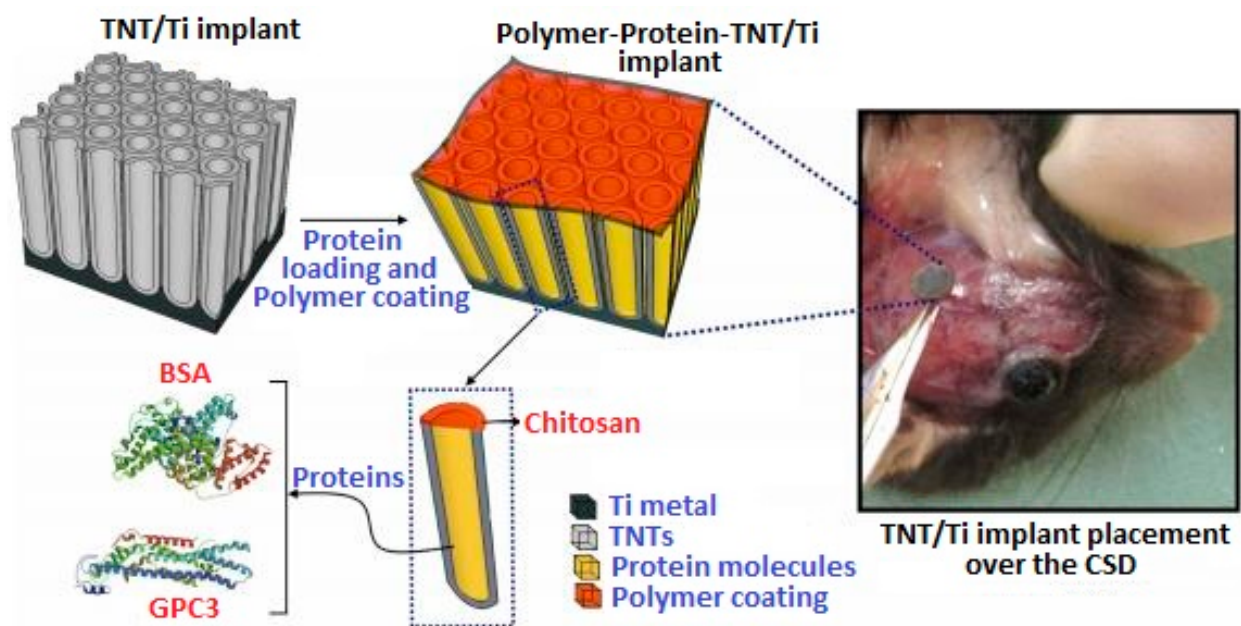 TNT/Ti implant
Polymer-Protein-TNT/Ti
implant
Protein
loading and
Polymer coating
BSA
Proteins
GPC3
Chitosan
Ti metal
TNTs
Protein molecules
Polymer coating
TNT/Ti implant placement
over the CSD